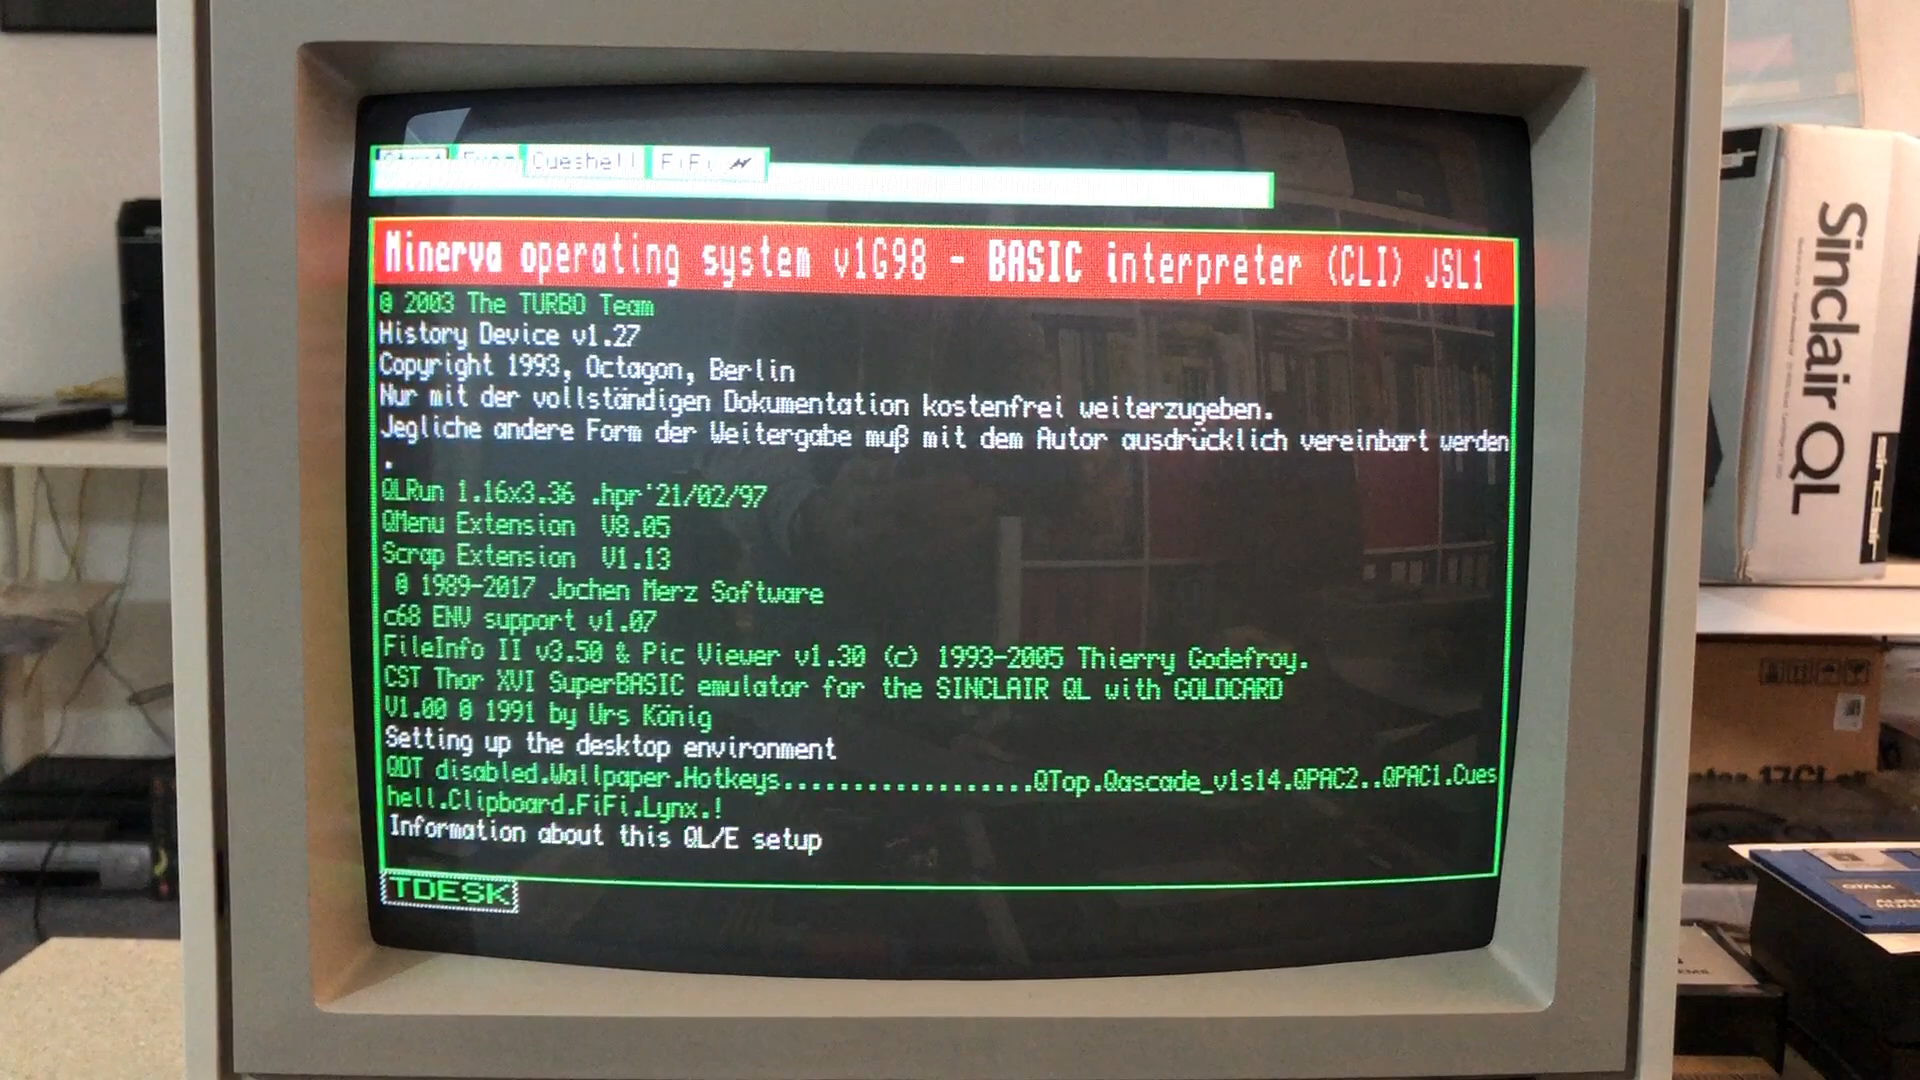 Cueshell FiFi
Minerva operating system v1G98 - BASIC interpreter (CLI) JSL1
@ 2003 The TURBO Team
History Device v1.27
Copyright 1993, Octagon, Berlin
Nur mit der vollständigen Dokumentation kostenfrei weiterzugeben.
Jegliche andere Form der Weitergabe muß mit dem Autor ausdrücklich vereinbart werden
.
QLRun 1.16x3.36 .hpr'21/02/97
QMenu Extension V8.05
Scrap Extension V1.13
@ 1989-2017 Jochen Merz Software
c68 ENV support v1.07
FileInfo II v3.50 & Pic Viewer v1.30 (c) 1993-2005 Thierry Godefroy.
CST Thor XVI SuperBASIC emulator for the SINCLAIR QL with GOLDCARD
V1.00 @ 1991 by Urs König
Setting up the desktop environment
QDT disabled.Wallpaper.Hotkeys...................QTop.Qascade_v1s14.QPAC2..QPAC1.Cues
hell.Clipboard.FiFi.Lynx.!
Information about this QL/E setup
TDESK
Sinclair QL
sinclair